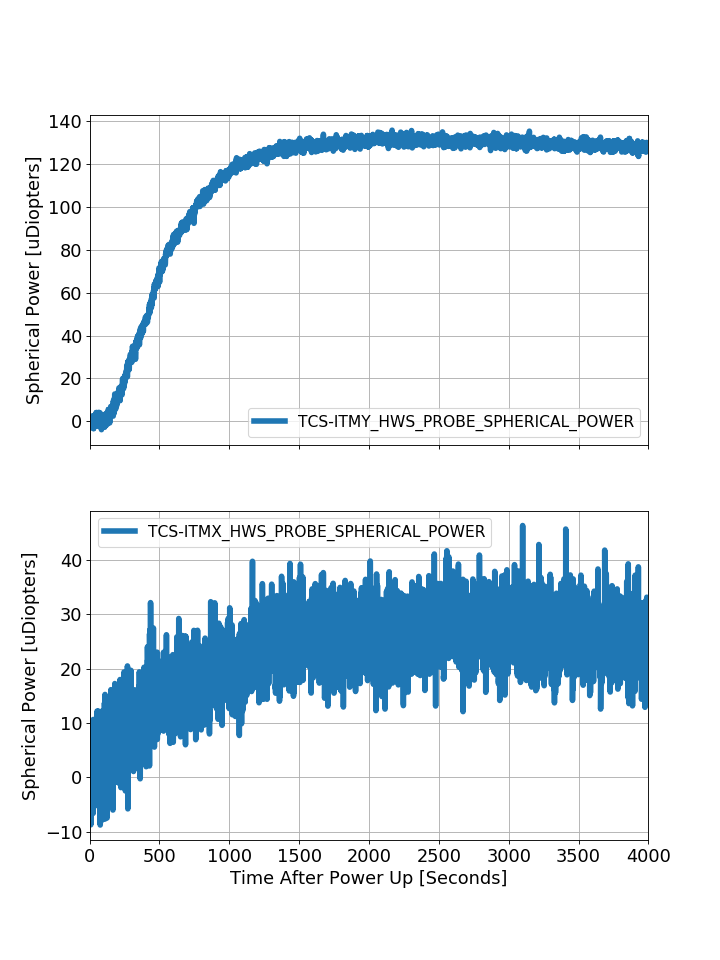 140
120
100
80
60
40
20
0
Spherical Power [uDiopters]
TCS-ITMY_HWS_PROBE_SPHERICAL_POWER
TCS-ITMX_HWS_PROBE_SPHERICAL_POWER
40
30
20
10
0
−10
Spherical Power [uDiopters]
0 500 1000 1500 2000 2500 3000 3500 4000
Time After Power Up [Seconds]